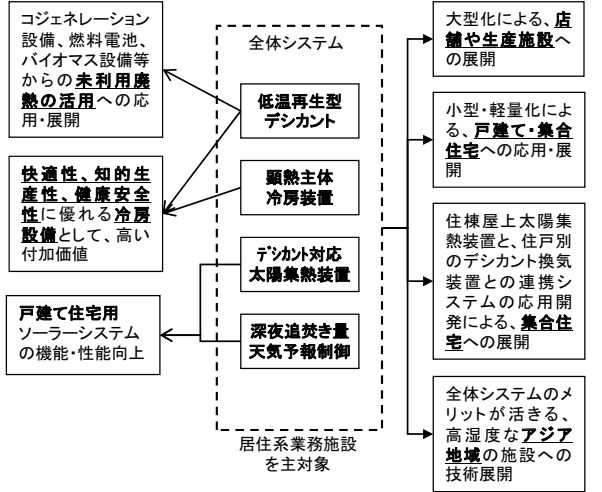 コジェネレーション
設備、燃料電池、
バイオマス設備等
からの未利用廃
熱の活用への応
用・展開
快適性、知的生
産性、健康安全
性に優れる冷房
設備として、高い
付加価値
戸建て住宅用
ソーラーシステム
の機能・性能向上
全体システム
低温再生型
デシカント
顕熱主体
冷房装置
デシカント対応
太陽集熱装置
深夜追焚き量
天気予報制御
居住系業務施設
を主対象
大型化による、店
舗や生産施設へ
の展開
小型・軽量化によ
る、戸建て・集合
住宅への応用・展
開
住棟屋上太陽集
熱装置と、住戸別
のデシカント換気
装置との連携シ
ステムの応用開
発による、集合住
宅への展開
全体システムのメ
リットが活きる、
高湿度なアジア
地域の施設への
技術展開